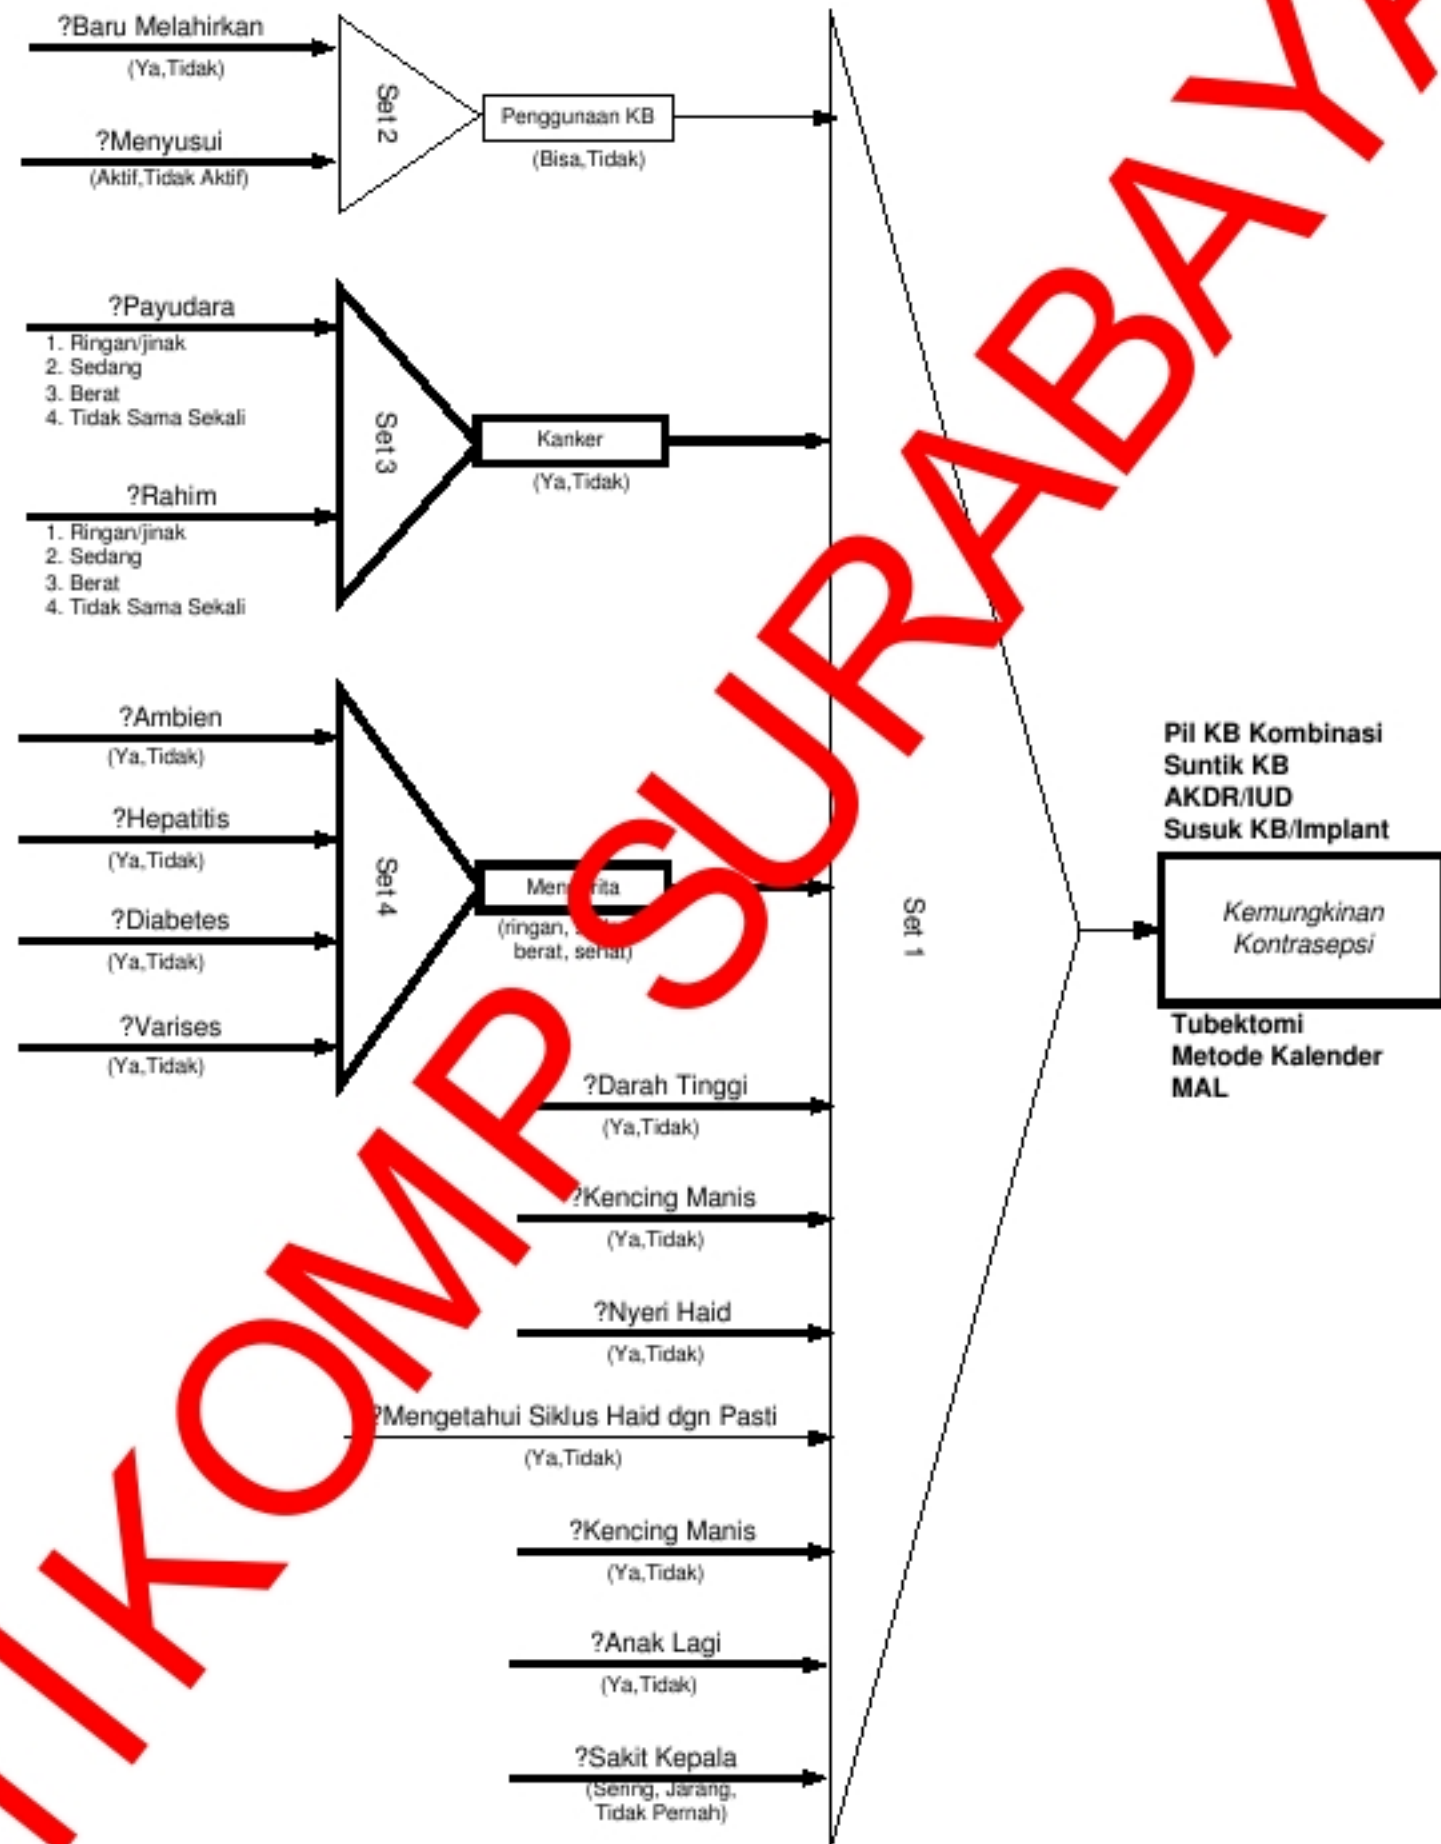 ?Baru Melahirkan
(Ya,Tidak)
?Menyusui
(Aktif,Tidak Aktif)
Set 2
Penggunaan KB
(Bisa,Tidak)
?Payudara
1. Ringan/jinak
2. Sedang
3. Berat
4. Tidak Sama Sekali
Set 3
Kanker
(Ya,Tidak)
?Rahim
1. Ringan/jinak
2. Sedang
3. Berat
4. Tidak Sama Sekali
?Ambien
(Ya,Tidak)
?Hepatitis
(Ya,Tidak)
?Diabetes
(Ya,Tidak)
?Varises
(Ya,Tidak)
Set 4
(ringan,
berat, sehat)
?Darah Tinggi
(Ya,Tidak)
?Kencing Manis
(Ya,Tidak)
?Nyeri Haid
(Ya,Tidak)
?Mengetahui Siklus Haid dgn Pasti
(Ya,Tidak)
?Kencing Manis
(Ya,Tidak)
?Anak Lagi
(Ya,Tidak)
?Sakit Kepala
(Sering, Jarang,
Tidak Pernah)
Set 1
Pil KB Kombinasi
Suntik KB
AKDR/IUD
Susuk KB/Implant
Kemungkinan
Kontrasepsi
Tubektomi
Metode Kalender
MAL
IKOMP SURABAYA